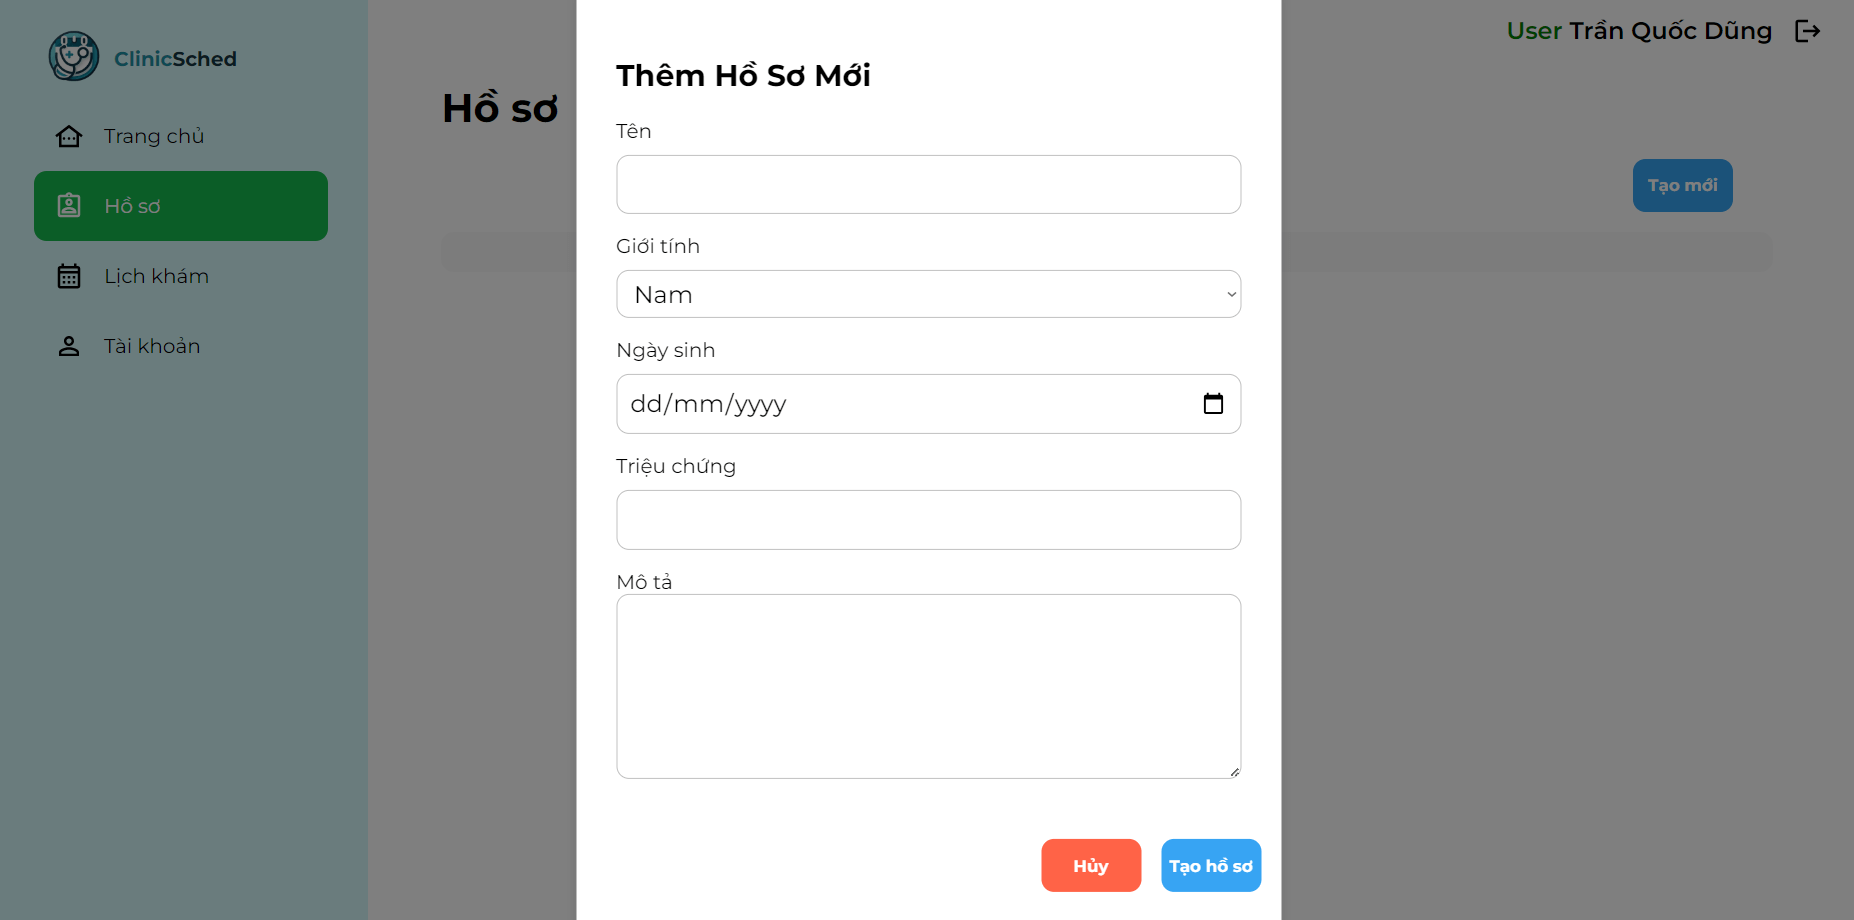 ClinicSched
Trang chủ
Hồ sơ
Lịch khám
Tài khoản
User Trần Quốc Dũng
Hồ sơ
Tạo mới
Thêm Hồ Sơ Mới
Tên
Giới tính
Nam
Ngày sinh
dd/mm/yyyy
Triệu chứng
Mô tả
Hủy
Tạo hồ sơ